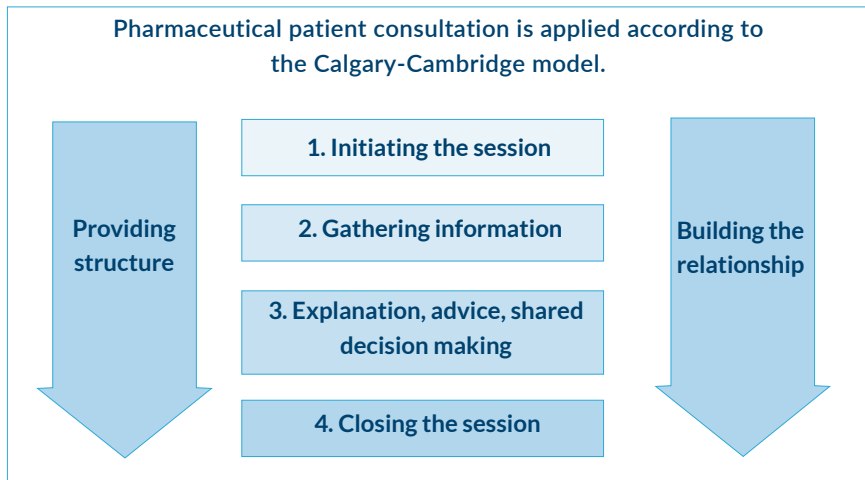 Pharmaceutical patient consultation is applied according to
the Calgary-Cambridge model.
1. Initiating the session
Providing
structure
2. Gathering information
Building the
relationship
3. Explanation, advice, shared
decision making
4. Closing the session